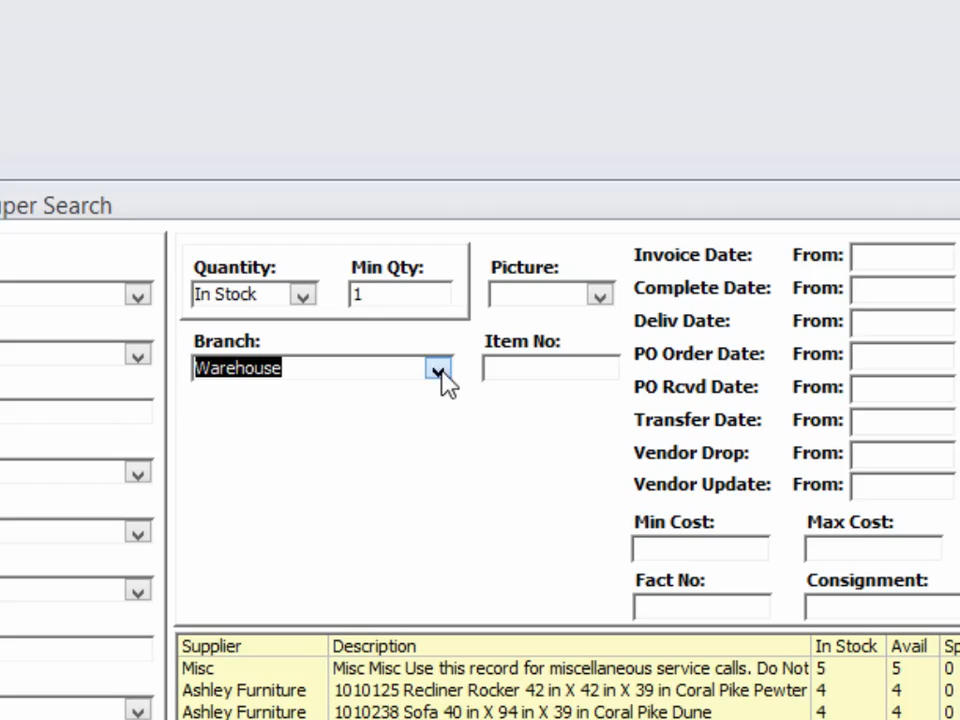 uper Search
Quantity: Min Qty: Picture:
In Stock 1
Branch: Item No:
Warehouse
Invoice Date: From:
Complete Date: From:
Deliv Date: From:
PO Order Date: From:
PO Rcvd Date: From:
Transfer Date: From:
Vendor Drop: From:
Vendor Update: From:
Min Cost: Max Cost:
Fact No: Consignment:
Supplier Description In Stock Avail Sp
Misc Misc Misc Use this record for miscellaneous service calls. Do Not 5 5 0
Ashley Furniture 1010125 Recliner Rocker 42 in X 42 in X 39 in Coral Pike Pewter 4 4 0
Ashley Furniture 1010238 Sofa 40 in X 94 in X 39 in Coral Pike Dune 4 4 0